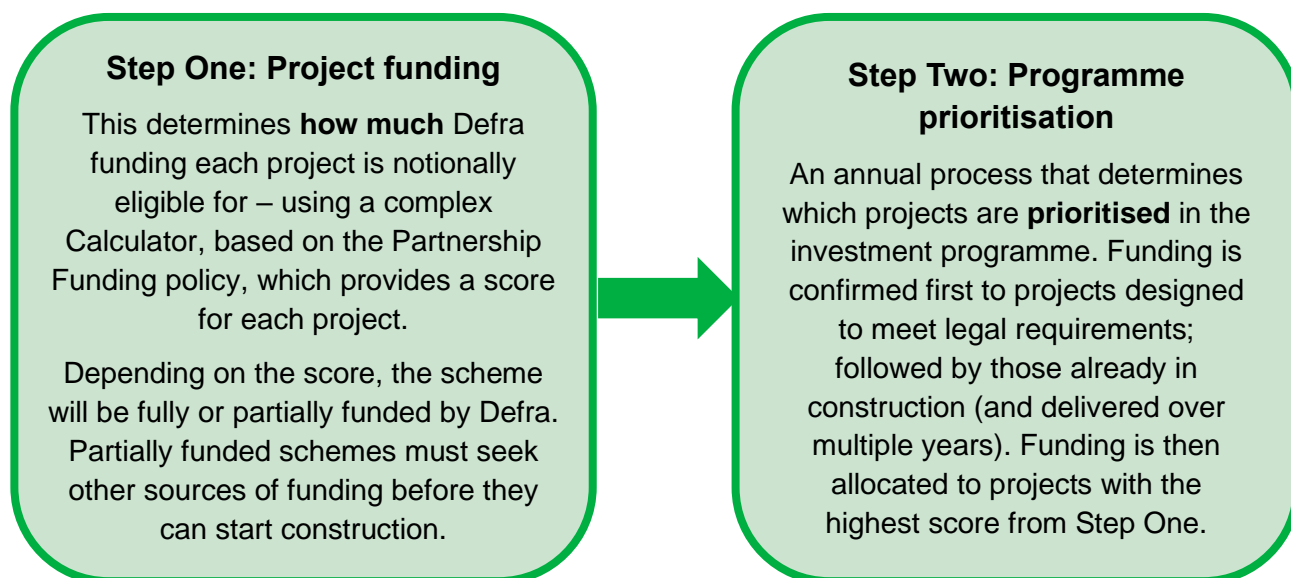 Step One: Project funding
This determines how much Defra
funding each project is notionally
eligible for – using a complex
Calculator, based on the Partnership
Funding policy, which provides a score
for each project.
Depending on the score, the scheme
will be fully or partially funded by Defra.
Partially funded schemes must seek
other sources of funding before they
can start construction.
Step Two: Programme
prioritisation
An annual process that determines
which projects are prioritised in the
investment programme. Funding is
confirmed first to projects designed
to meet legal requirements;
followed by those already in
construction (and delivered over
multiple years). Funding is then
allocated to projects with the
highest score from Step One.